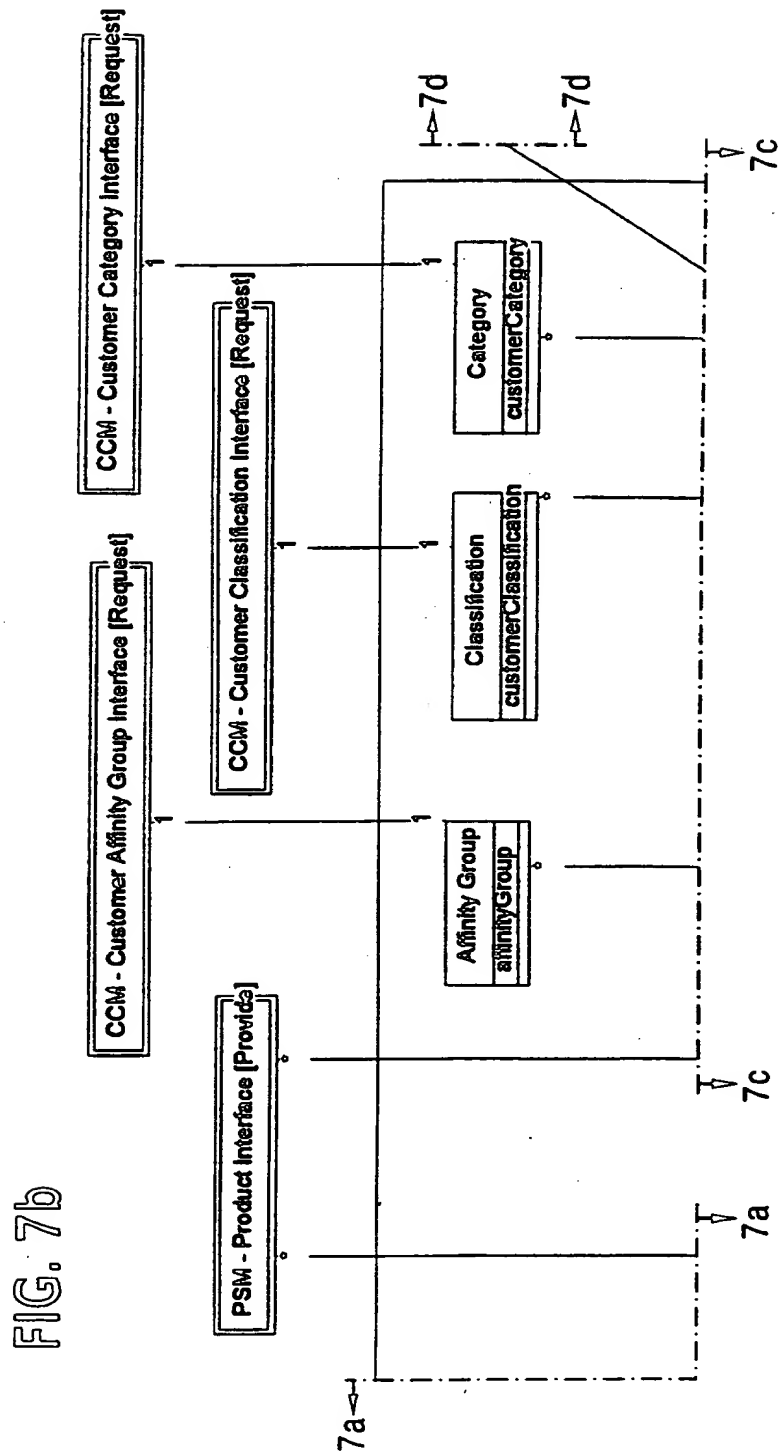 FIG. 7b
CCM - Customer Affinity Group Interface [Request]
CCM - Customer Category Interface [Request]
PSM - Product Interface [Provide]
CCM - Customer Classification Interface [Request]
1
1
1
1
1
1
Affinity Group
affinityGroup
Classification
customerClassification
Category
customerCategory
7a
7a
7c
7c
7d
7d